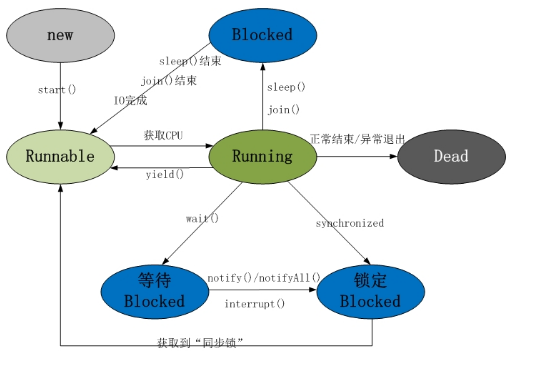 new
Blocked
sleep()结束
join()结束
IO完成
start()
sleep()
join()
Runnable
获取CPU
yield()
Running
正常结束/异常退出
Dead
wait()
synchronized
等待
Blocked
notify()/notifyAll()
interrupt()
锁定
Blocked
获取到“同步锁”